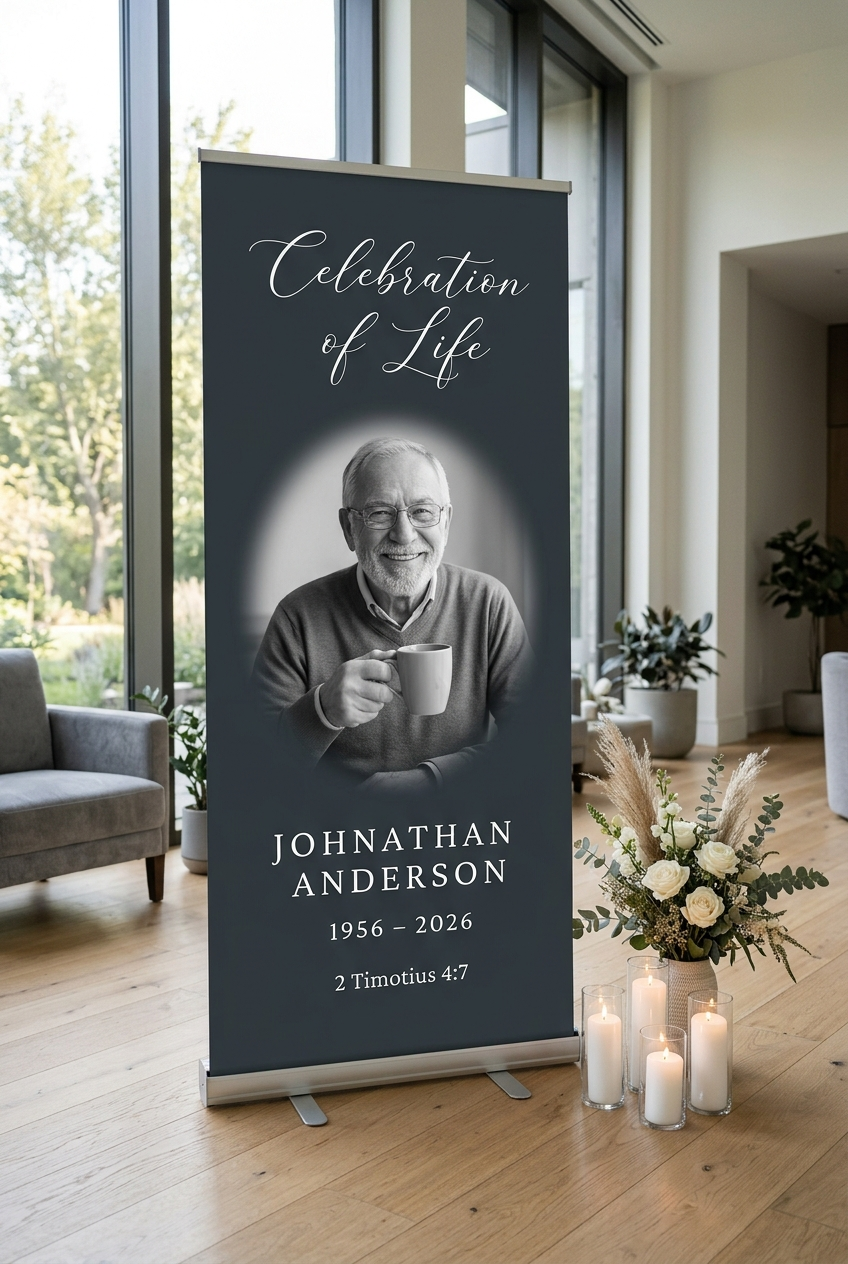 Celebration
of Life
JOHNATHAN
ANDERSON
1956 – 2026
2 Timotius 4:7